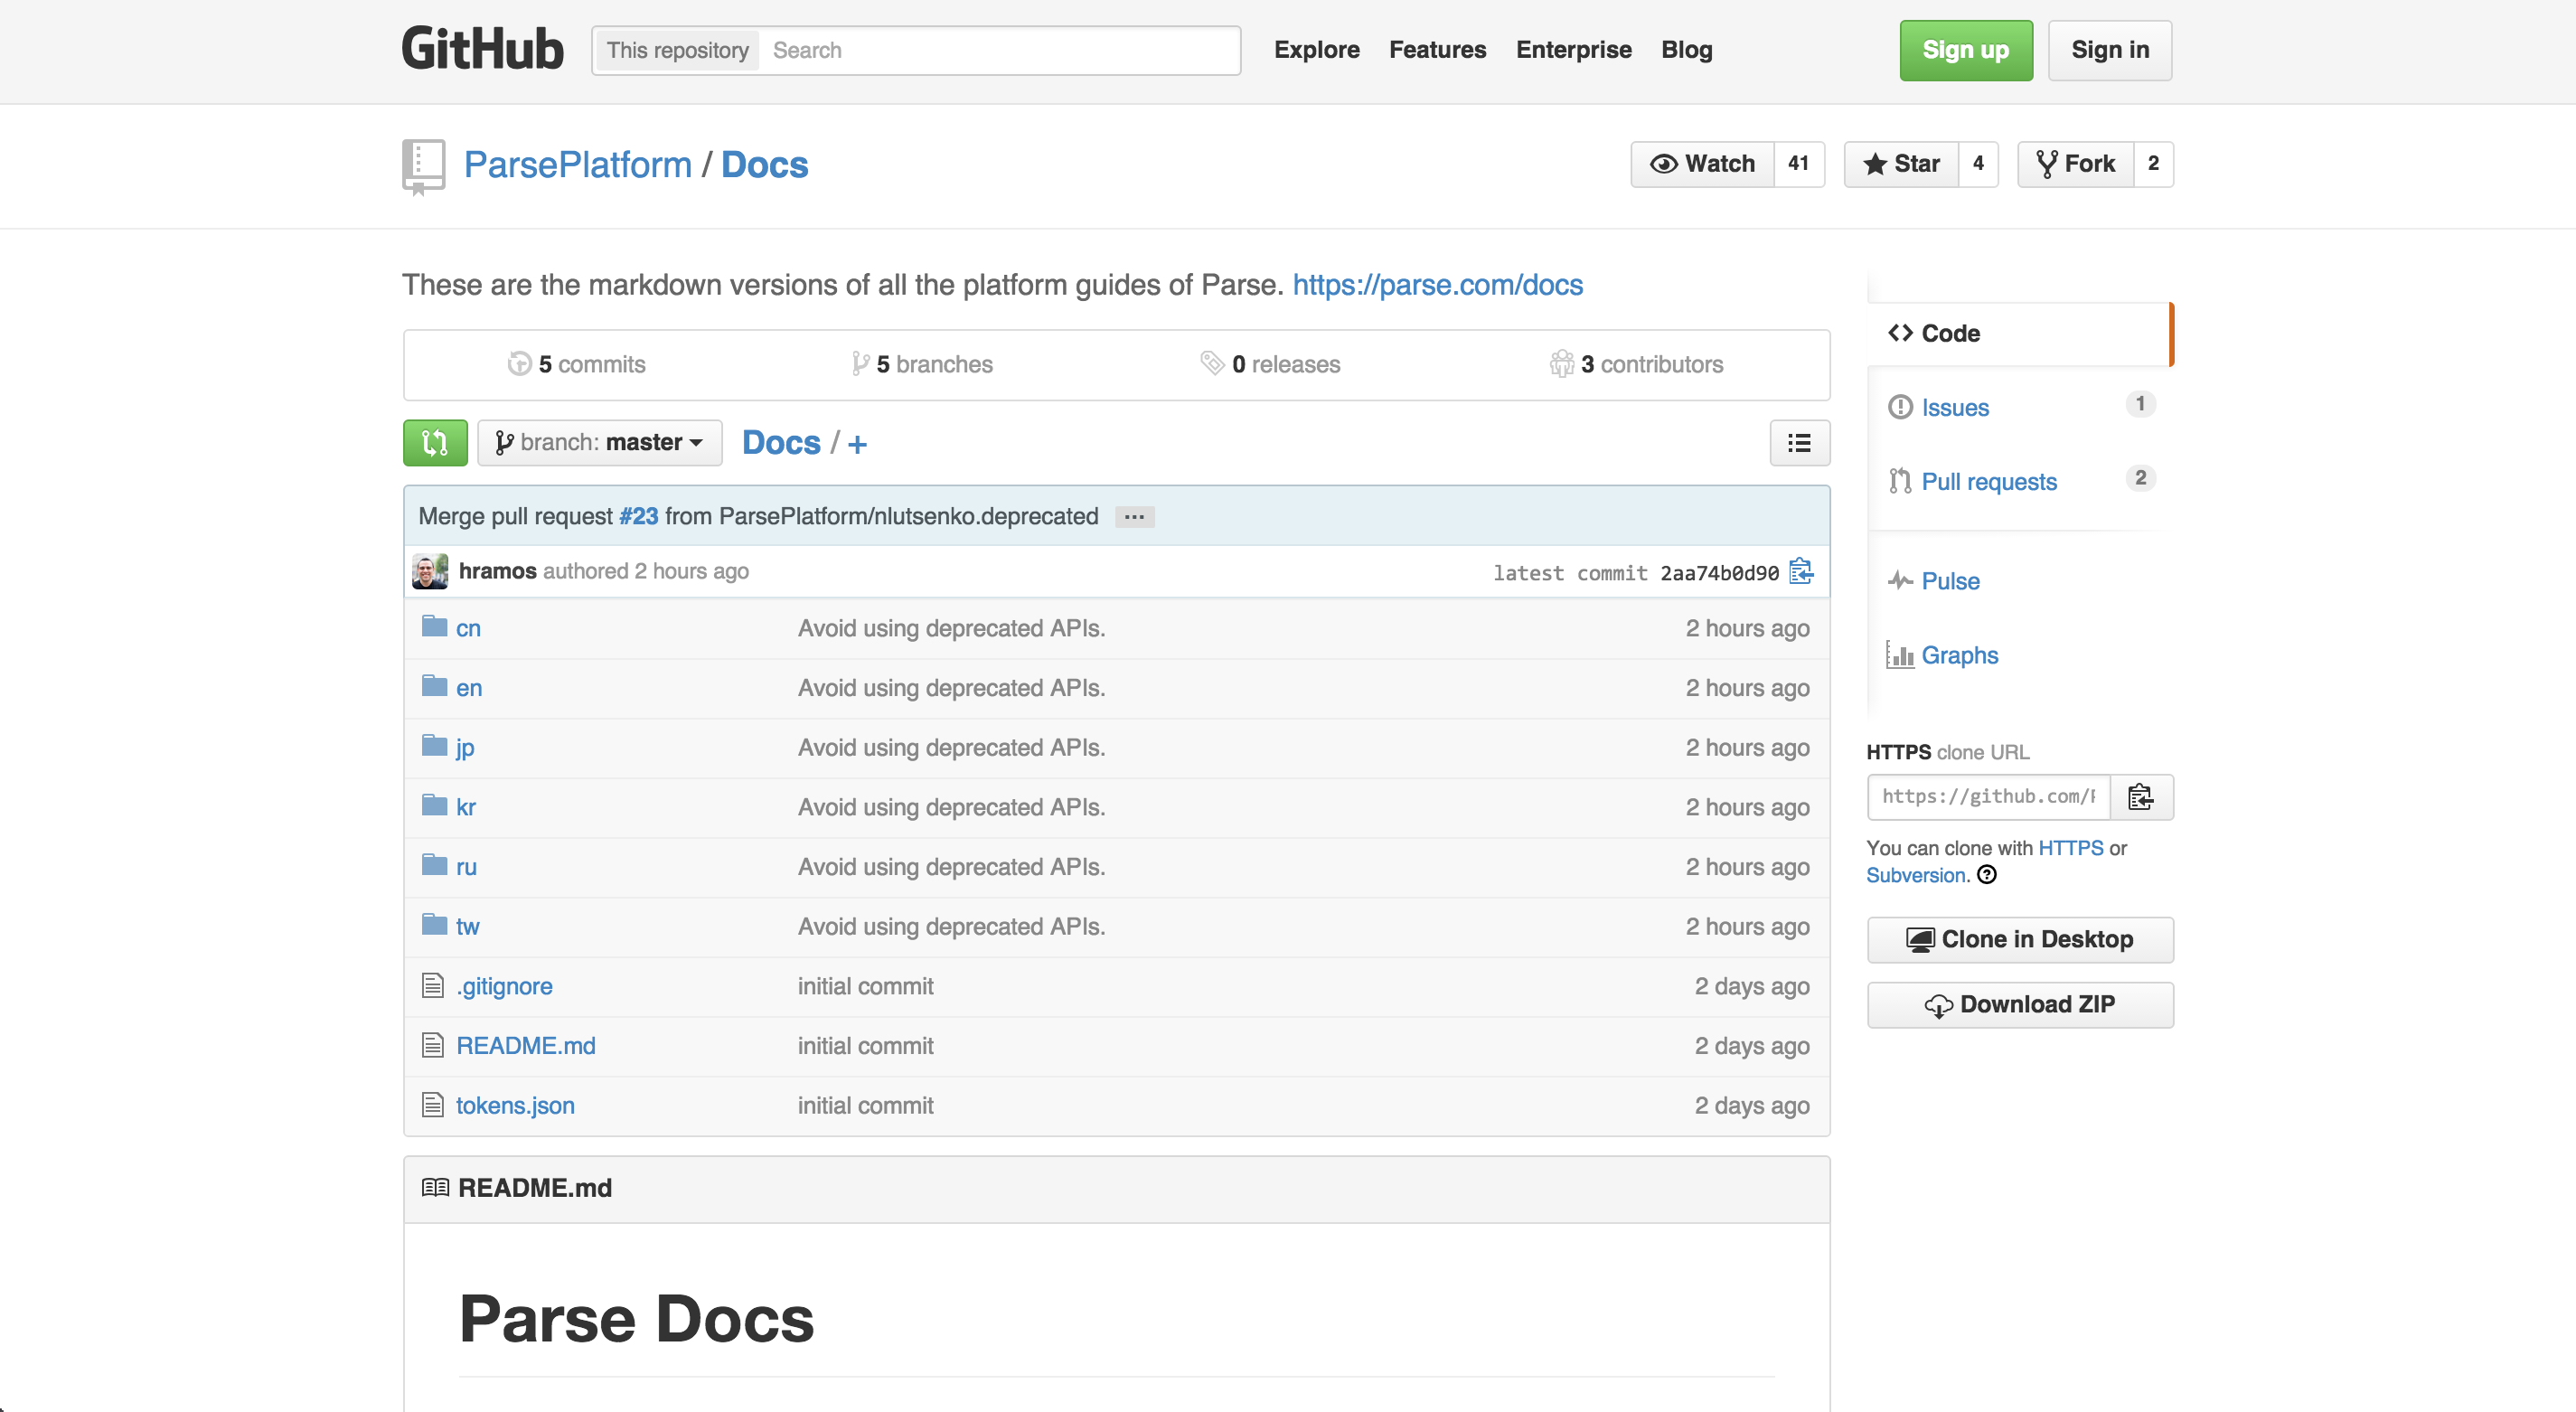 GitHub This repository Search Explore Features Enterprise Blog Sign up Sign in
ParsePlatform / Docs Watch 41 Star 4 Fork 2
These are the markdown versions of all the platform guides of Parse. https://parse.com/docs
5 commits 5 branches 0 releases 3 contributors
branch: master Docs / +
Merge pull request #23 from ParsePlatform/nlutsenko.deprecated ...
hramos authored 2 hours ago latest commit 2aa74b0d90
cn Avoid using deprecated APIs. 2 hours ago
en Avoid using deprecated APIs. 2 hours ago
jp Avoid using deprecated APIs. 2 hours ago
kr Avoid using deprecated APIs. 2 hours ago
ru Avoid using deprecated APIs. 2 hours ago
tw Avoid using deprecated APIs. 2 hours ago
.gitignore initial commit 2 days ago
README.md initial commit 2 days ago
tokens.json initial commit 2 days ago
README.md
Parse Docs
Code
Issues 1
Pull requests 2
Pulse
Graphs
HTTPS clone URL
https://github.com/
You can clone with HTTPS or
Subversion.
Clone in Desktop
Download ZIP